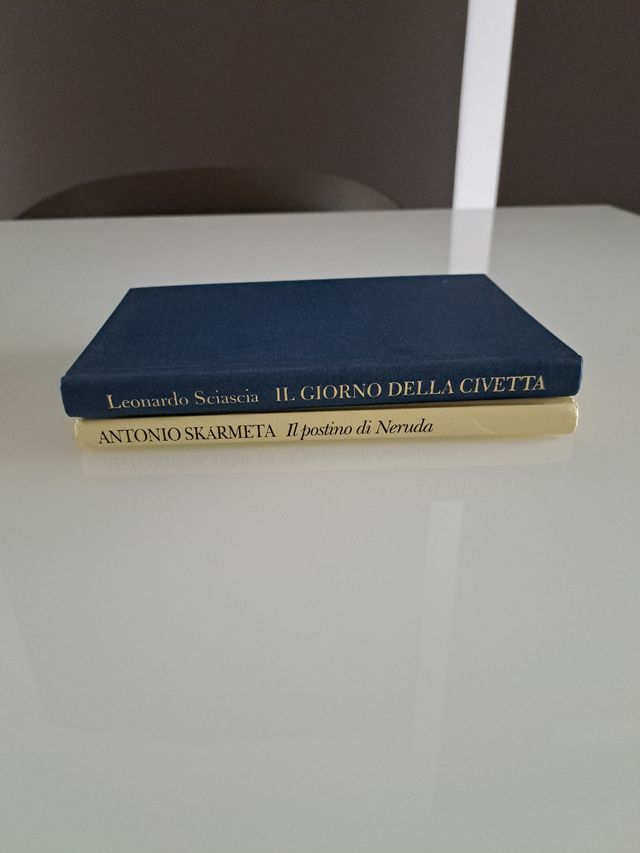 Leonardo Sciascia IL GIORNO DELLA CIVETTA
ANTONIO SKÁRMETA Il postino di Neruda